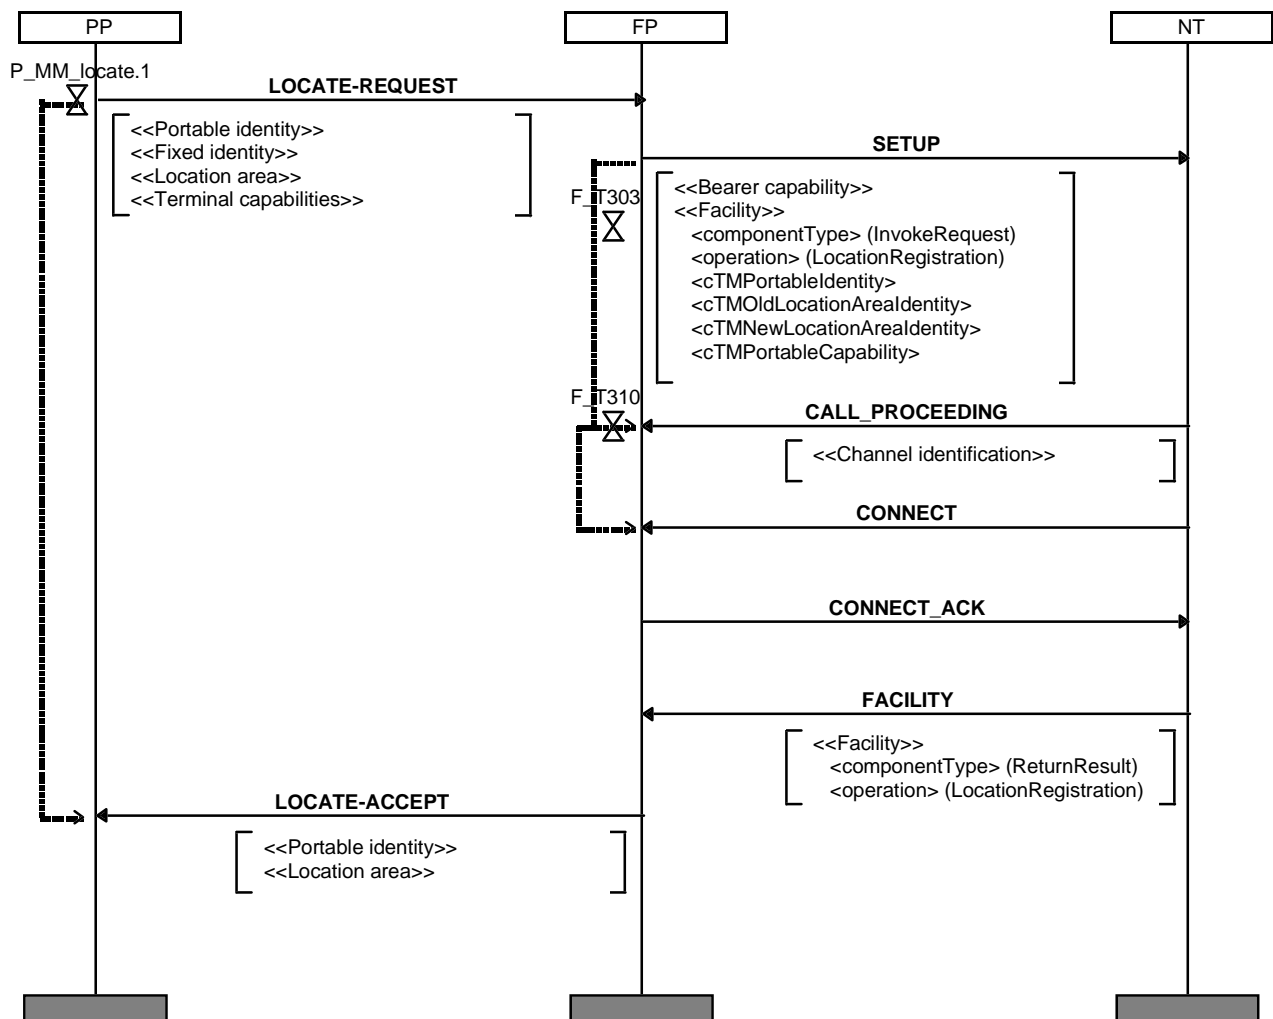 PP
FP
NT
P_MM_locate.1
LOCATE-REQUEST
<<Portable identity>>
<<Fixed identity>>
<<Location area>>
<<Terminal capabilities>>
SETUP
F_T303
<<Bearer capability>>
<<Facility>>
<componentType> (InvokeRequest)
<operation> (LocationRegistration)
<cTMPortableIdentity>
<cTMOldLocationAreaIdentity>
<cTMNewLocationAreaIdentity>
<cTMPortableCapability>
F_T310
CALL_PROCEEDING
<<Channel identification>>
CONNECT
CONNECT_ACK
FACILITY
<<Facility>>
<componentType> (ReturnResult)
<operation> (LocationRegistration)
LOCATE-ACCEPT
<<Portable identity>>
<<Location area>>